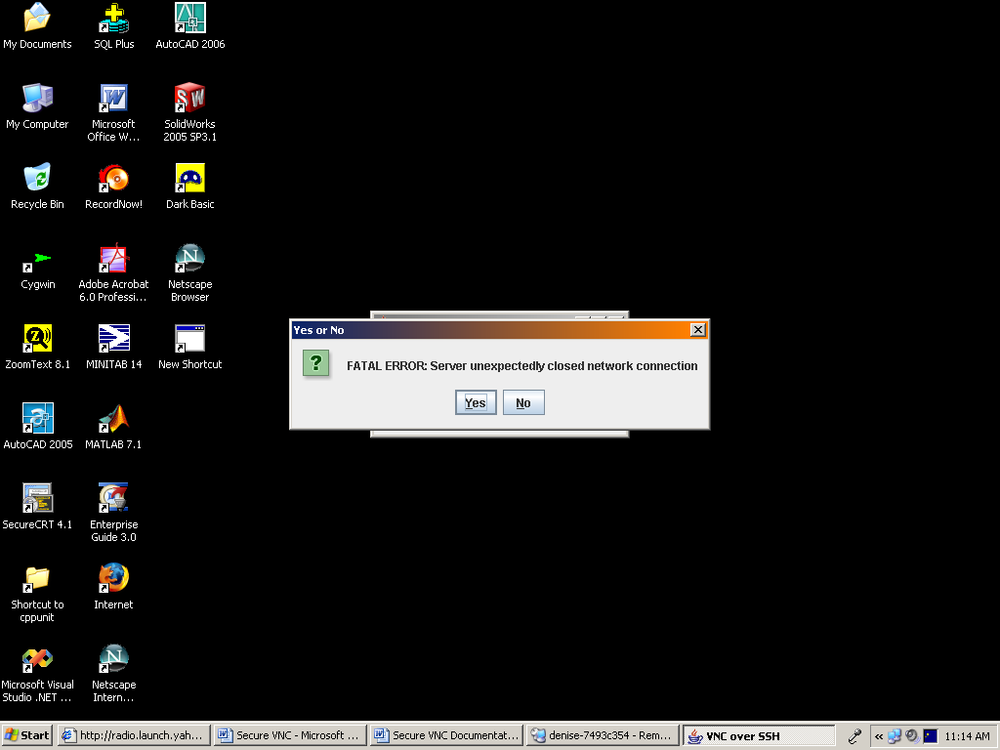 My Documents
SQL Plus
AutoCAD 2006
My Computer
Microsoft
Office W...
SolidWorks
2005 SP3.1
Recycle Bin
RecordNow!
Dark Basic
Cygwin
Adobe Acrobat
6.0 Professi...
Netscape
Browser
ZoomText 8.1
MINITAB 14
New Shortcut
Yes or No
FATAL ERROR: Server unexpectedly closed network connection
Yes
No
AutoCAD 2005
MATLAB 7.1
SecureCRT 4.1
Enterprise
Guide 3.0
Shortcut to
cppunit
Internet
Microsoft Visual
Studio .NET ...
Netscape
Intern...
Start
http://radio.launch.yah...
Secure VNC - Microsoft ...
Secure VNC Documentat...
denise-7493c354 - Rem...
VNC over SSH
«
11:14 AM